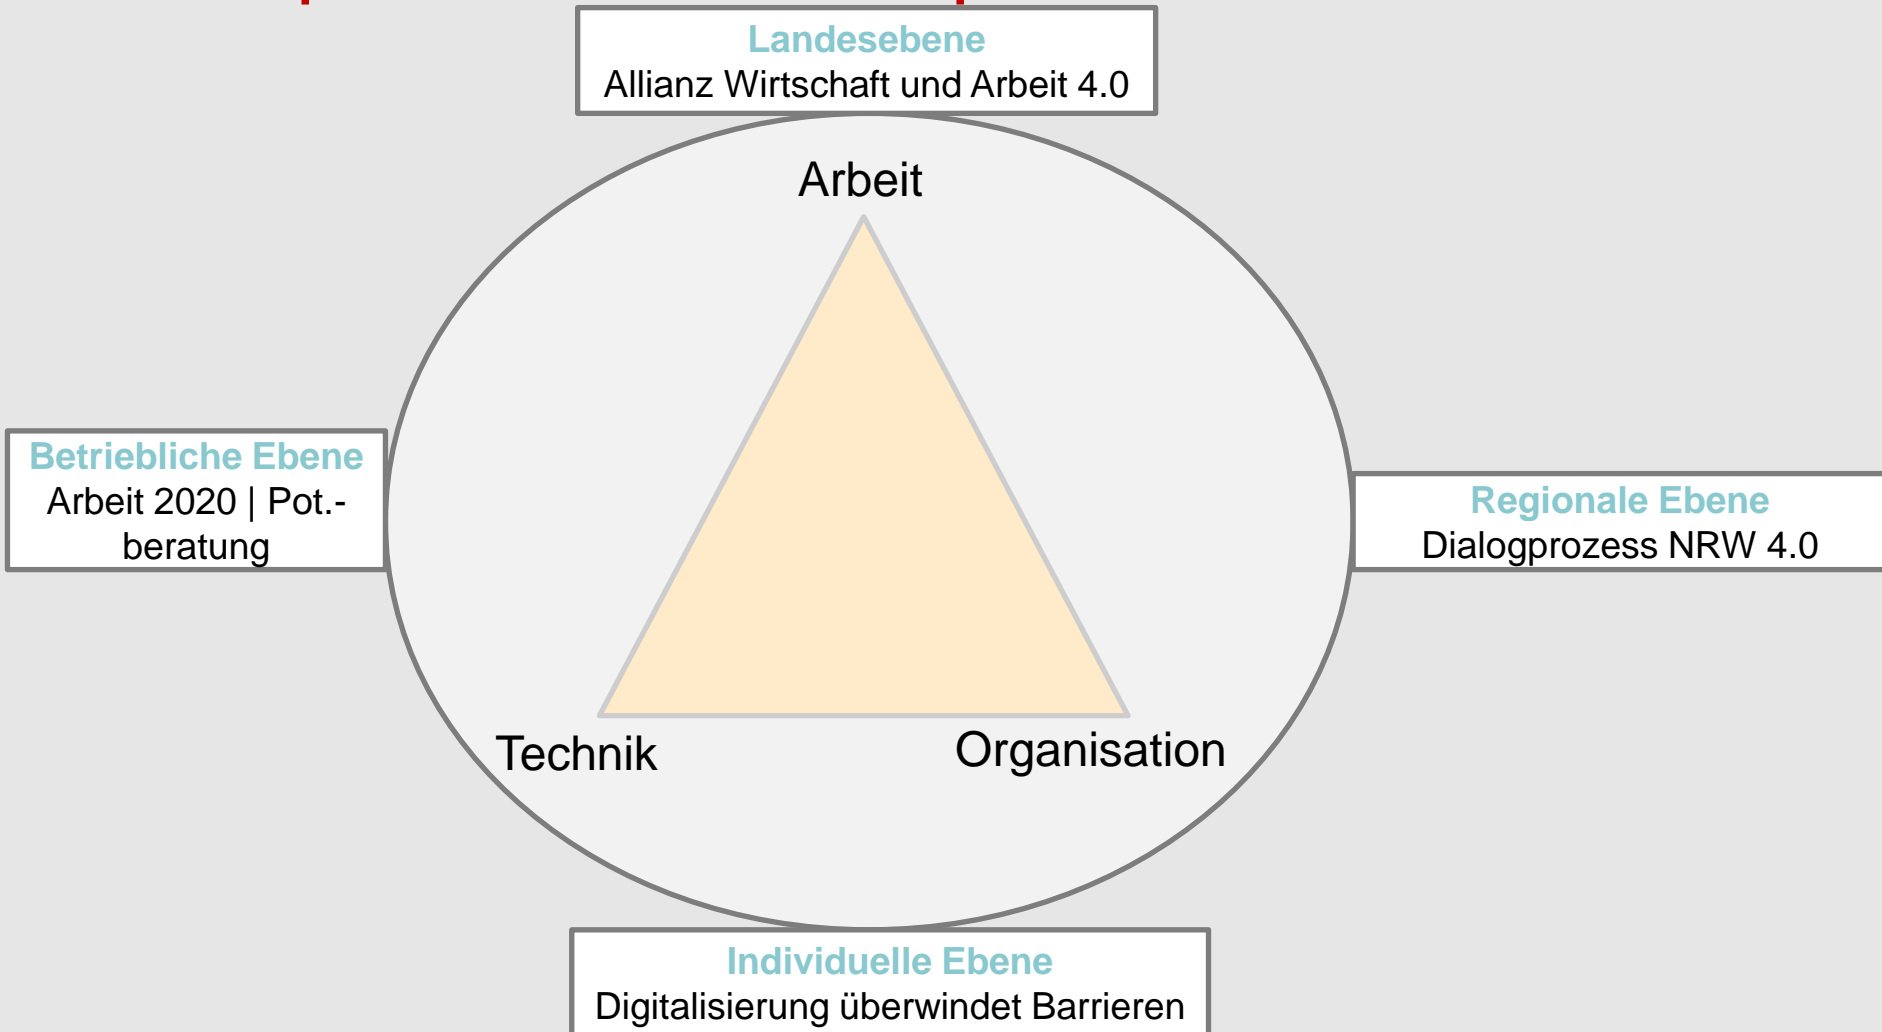 Landesebene
Allianz Wirtschaft und Arbeit 4.0
Arbeit
Betriebliche Ebene
Arbeit 2020 | Pot.-
beratung
Regionale Ebene
Dialogprozess NRW 4.0
Technik
Organisation
Individuelle Ebene
Digitalisierung überwindet Barrieren